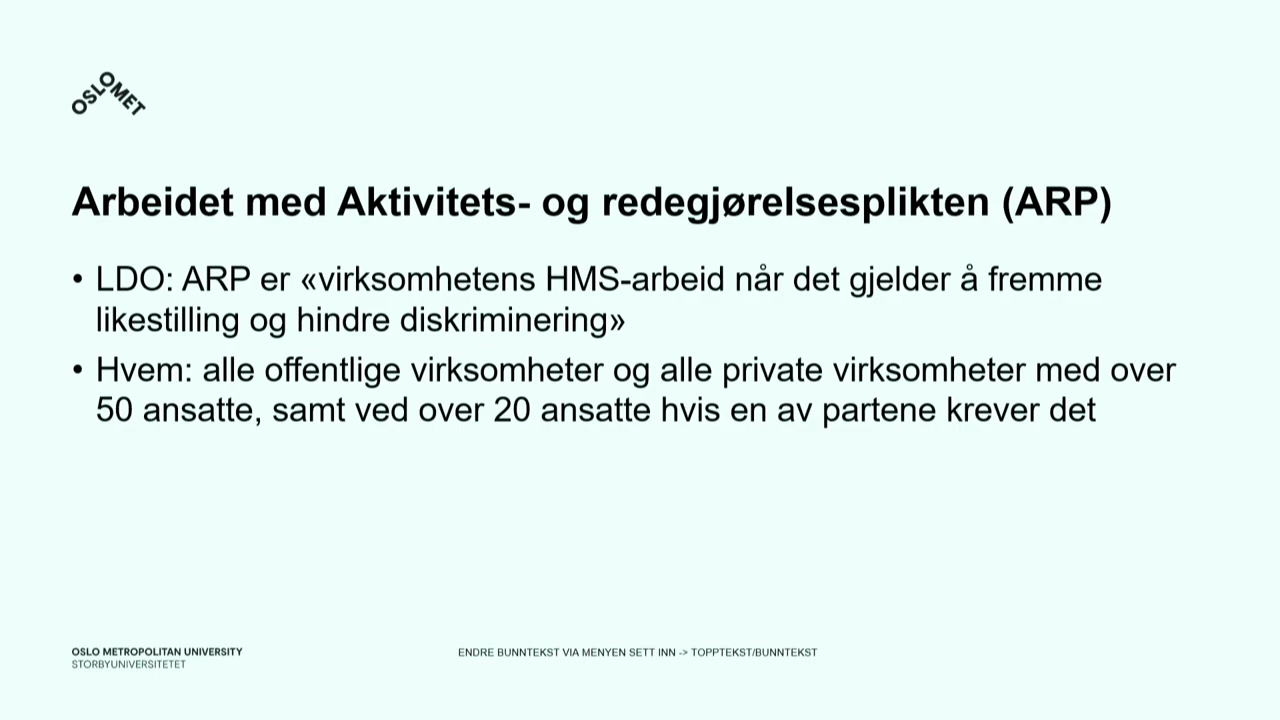 OSLOMET
Arbeidet med Aktivitets- og redegjørelsesplikten (ARP)
• LDO: ARP er «virksomhetens HMS-arbeid når det gjelder å fremme
likestilling og hindre diskriminering»
• Hvem: alle offentlige virksomheter og alle private virksomheter med over
50 ansatte, samt ved over 20 ansatte hvis en av partene krever det
OSLO METROPOLITAN UNIVERSITY
STORBYUNIVERSITETET
ENDRE BUNNTEKST VIA MENYEN SETT INN -> TOPPTEKST/BUNNTEKST